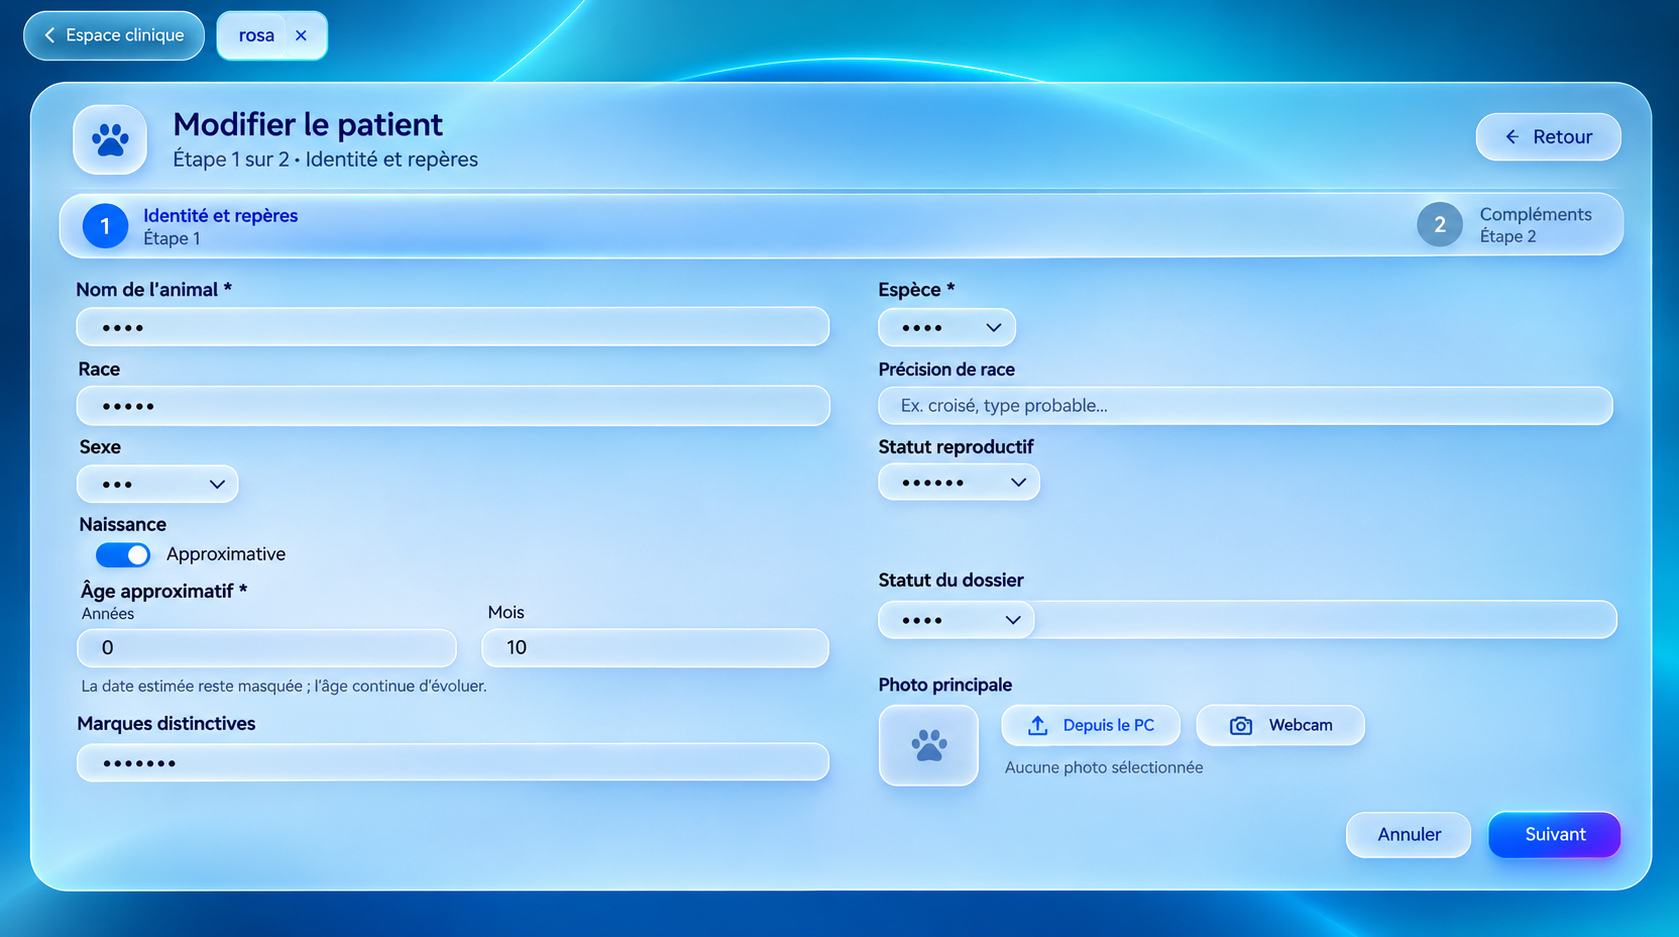 Espace clinique
rosa
Modifier le patient
Étape 1 sur 2 • Identité et repères
Retour
1
Identité et repères
Étape 1
2
Compléments
Étape 2
Nom de l'animal *
••••
Espèce *
••••
Race
•••••
Précision de race
Ex. croisé, type probable...
Sexe
•••
Statut reproductif
••••••
Naissance
Approximative
Âge approximatif *
Années
Mois
0
10
La date estimée reste masquée ; l'âge continue d'évoluer.
Statut du dossier
••••
Marques distinctives
•••••••
Photo principale
Depuis le PC
Webcam
Aucune photo sélectionnée
Annuler
Suivant